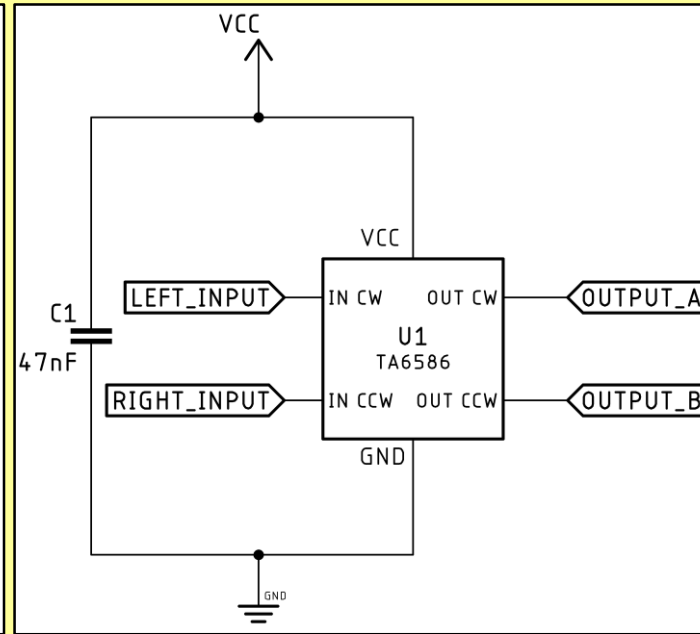 VCC
VCC
LEFT_INPUT
IN CW
OUT CW
OUTPUT_A
C1
47nF
U1
TA6586
RIGHT_INPUT
IN CCW
OUT CCW
OUTPUT_B
GND
GND